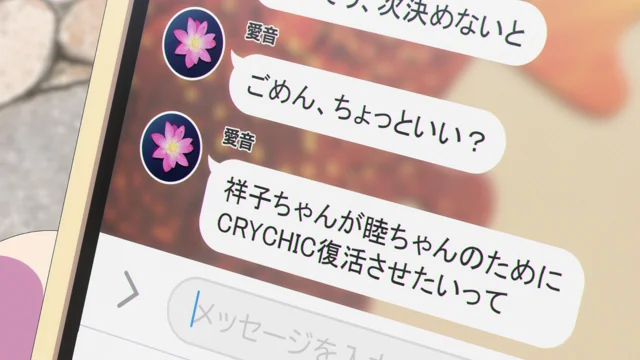 、次決めないと
愛音
ごめん、ちょっといい？
愛音
祥子ちゃんが睦ちゃんのために
CRYCHIC復活させたいって
メッセージを入